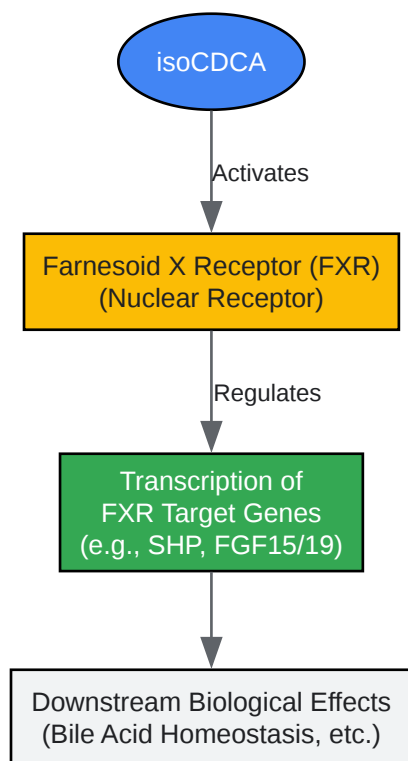 isoCDCA
Activates
Farnesoid X Receptor (FXR)
(Nuclear Receptor)
Regulates
Transcription of
FXR Target Genes
(e.g., SHP, FGF15/19)
Downstream Biological Effects
(Bile Acid Homeostasis, etc.)